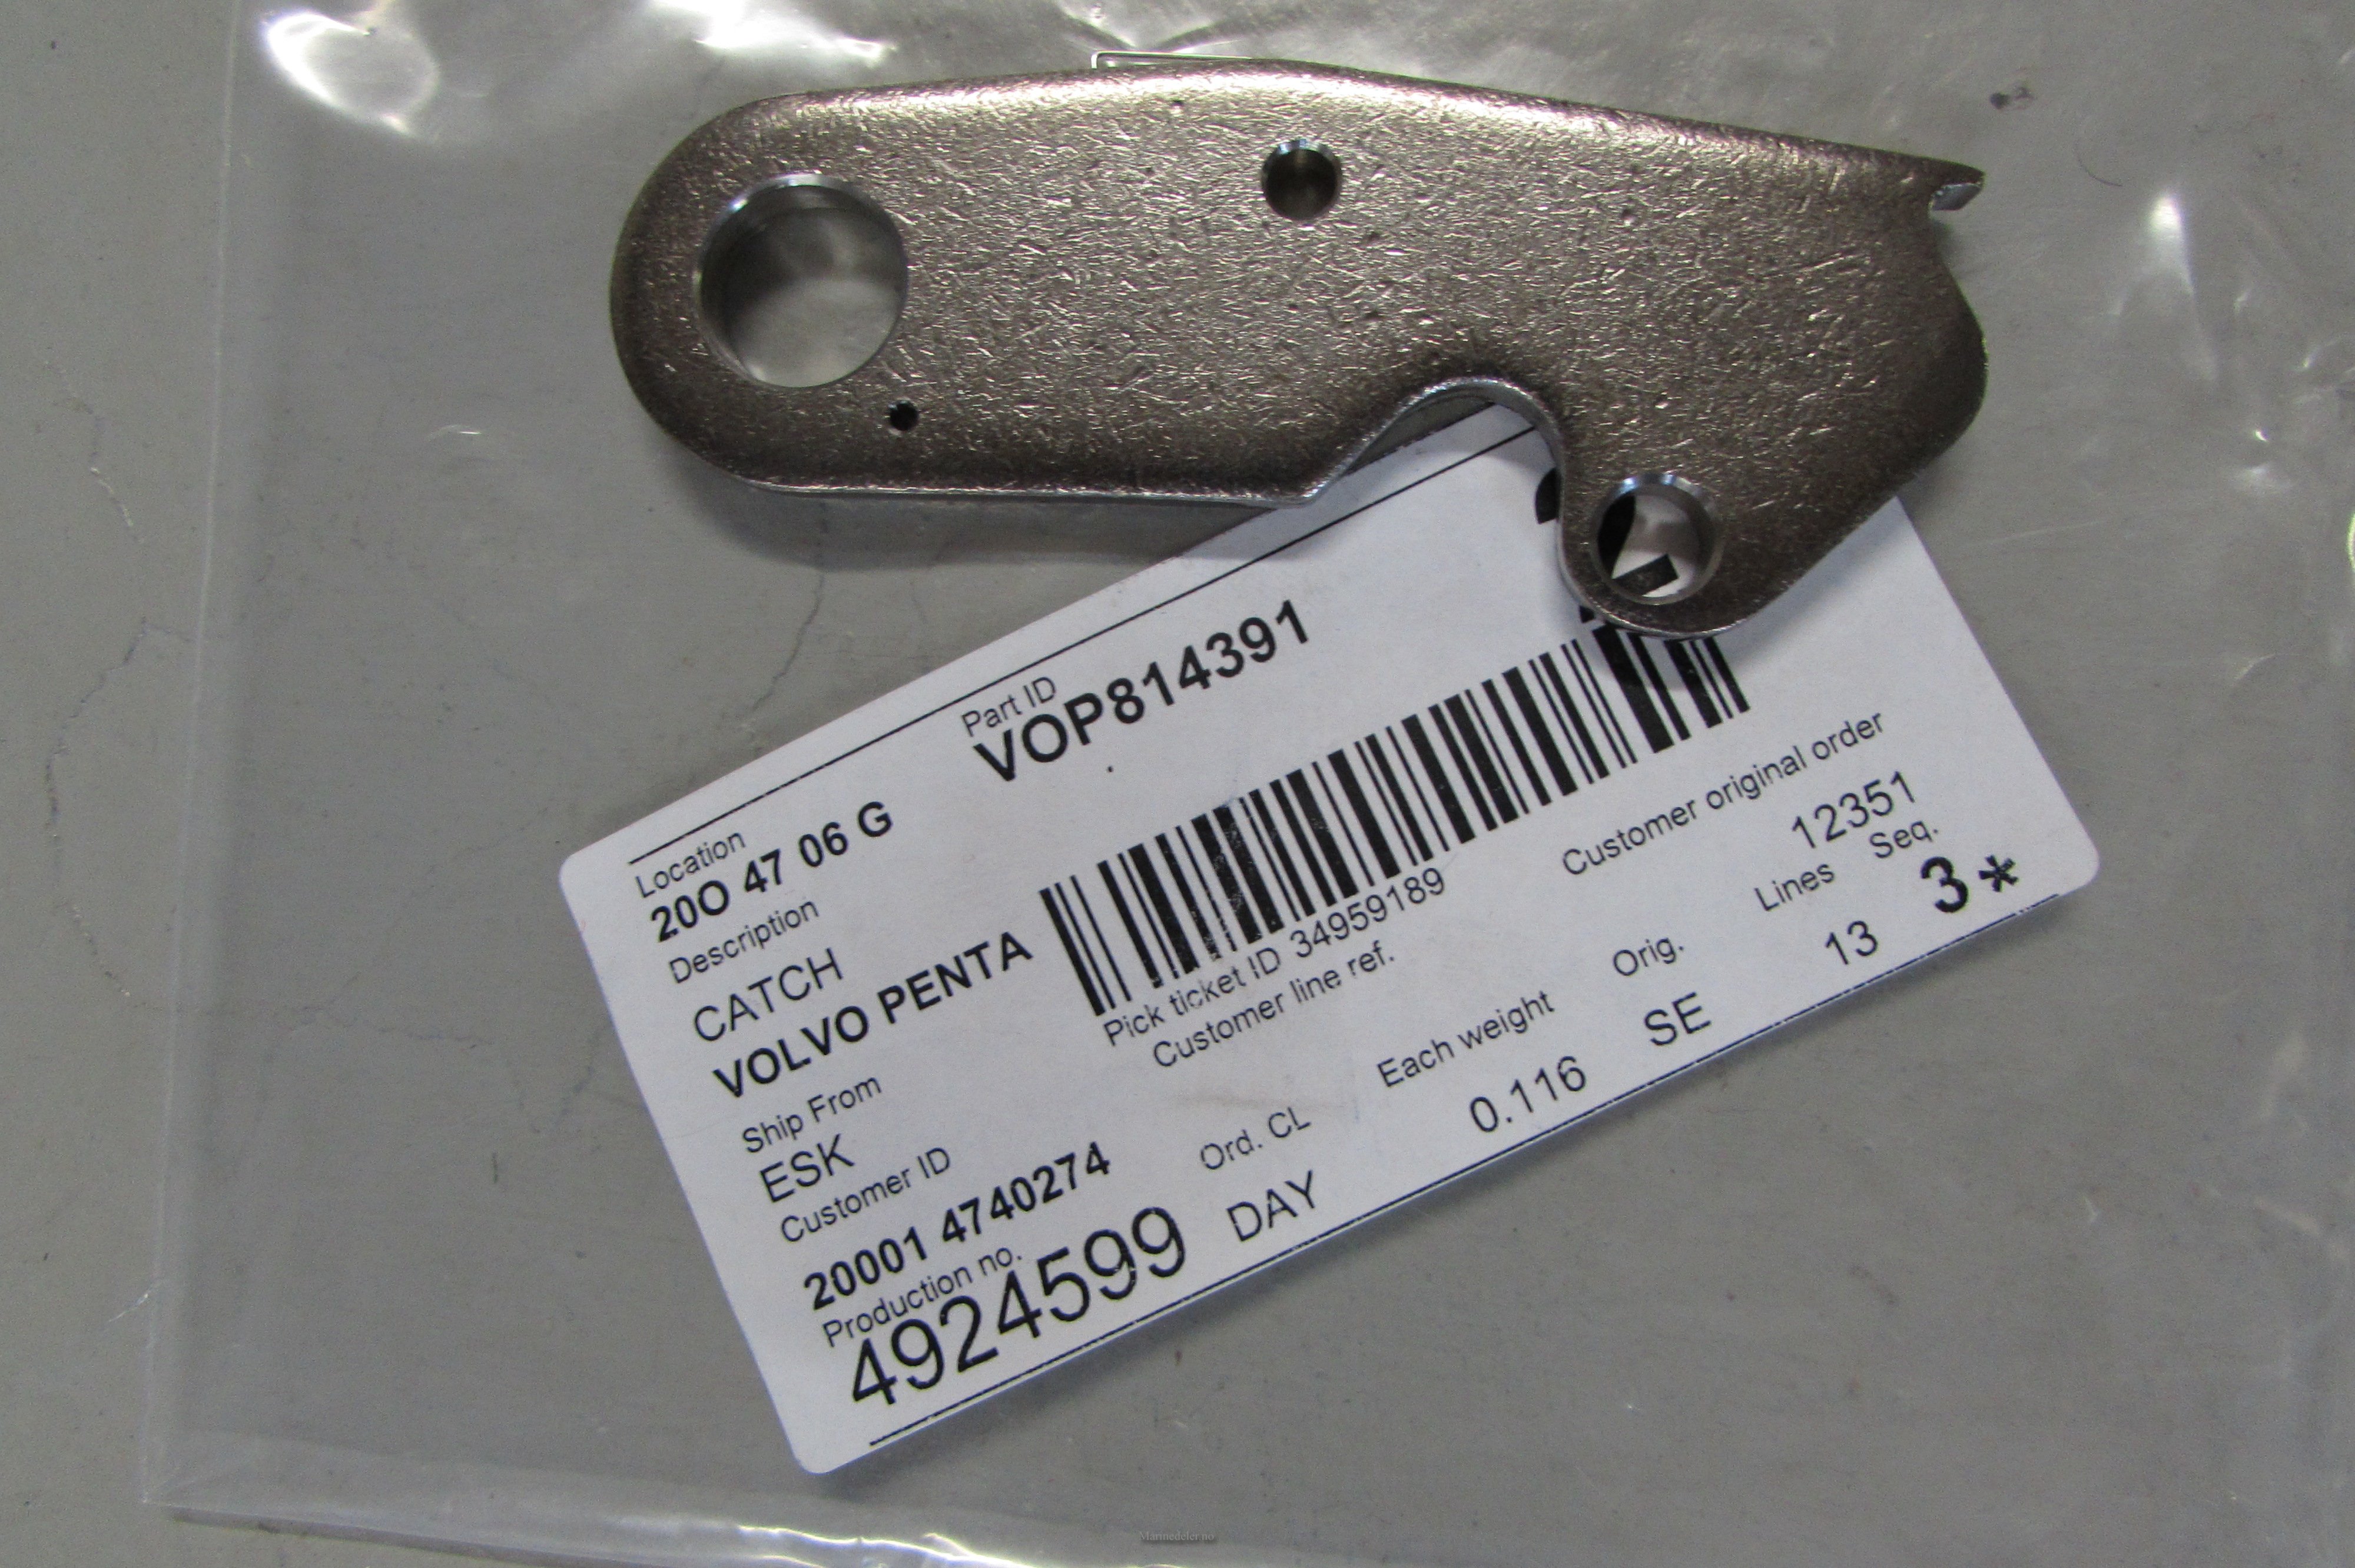 Part ID
VOP814391
Location
20O 47 06 G
Description
CATCH
VOLVO PENTA
Pick ticket ID 34959189
Customer line ref.
Customer original order
12351
Ship From
ESK
Customer ID
20001 4740274
Production no.
4924599
Ord. CL
DAY
Each weight
0.116
Orig.
SE
Lines
13
Seq.
3*
Marinedeler.no